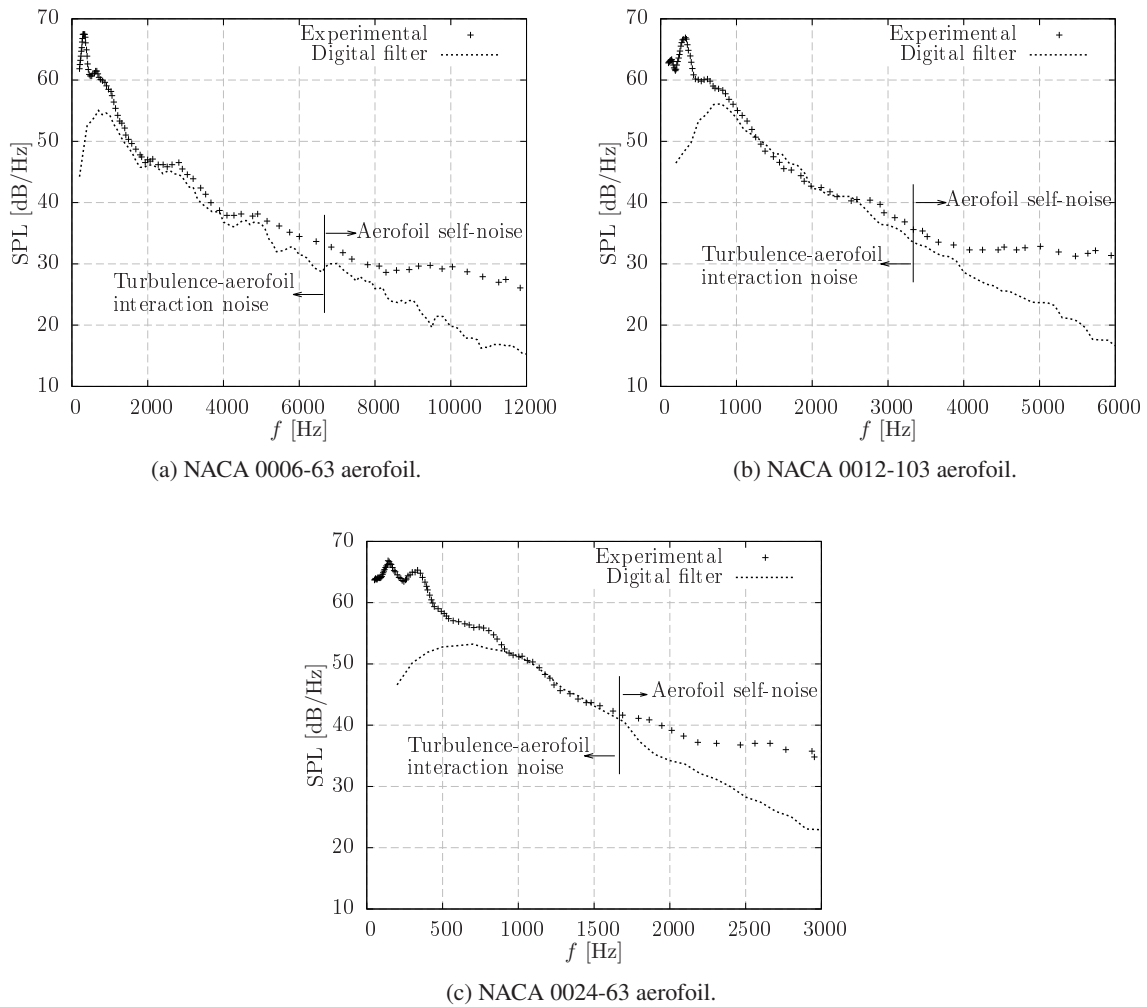 70
60
50
40
30
20
10
SPL [dB/Hz]
Experimental
Digital filter
Aerofoil self-noise
Turbulence-aerofoil
interaction noise
0 2000 4000 6000 8000 10000 12000
f [Hz]
(a) NACA 0006-63 aerofoil.
70
60
50
40
30
20
10
SPL [dB/Hz]
Experimental
Digital filter
Aerofoil self-noise
Turbulence-aerofoil
interaction noise
0 1000 2000 3000 4000 5000 6000
f [Hz]
(b) NACA 0012-103 aerofoil.
70
60
50
40
30
20
10
SPL [dB/Hz]
Experimental
Digital filter
Aerofoil self-noise
Turbulence-aerofoil
interaction noise
0 500 1000 1500 2000 2500 3000
f [Hz]
(c) NACA 0024-63 aerofoil.